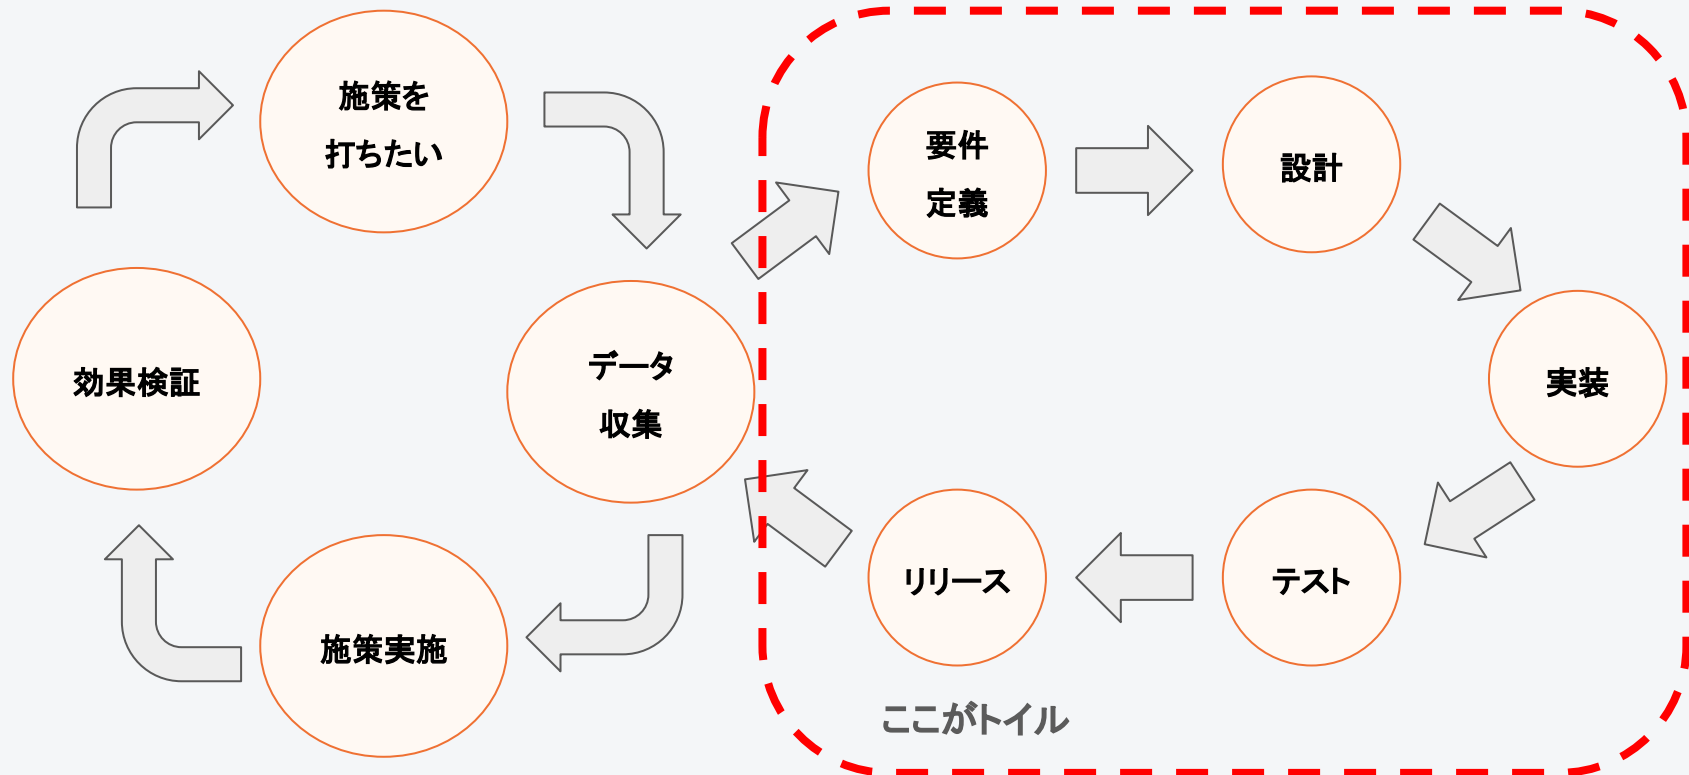 施策を
打ちたい
データ
収集
施策実施
効果検証
要件
定義
設計
実装
テスト
リリース
ここがトイル